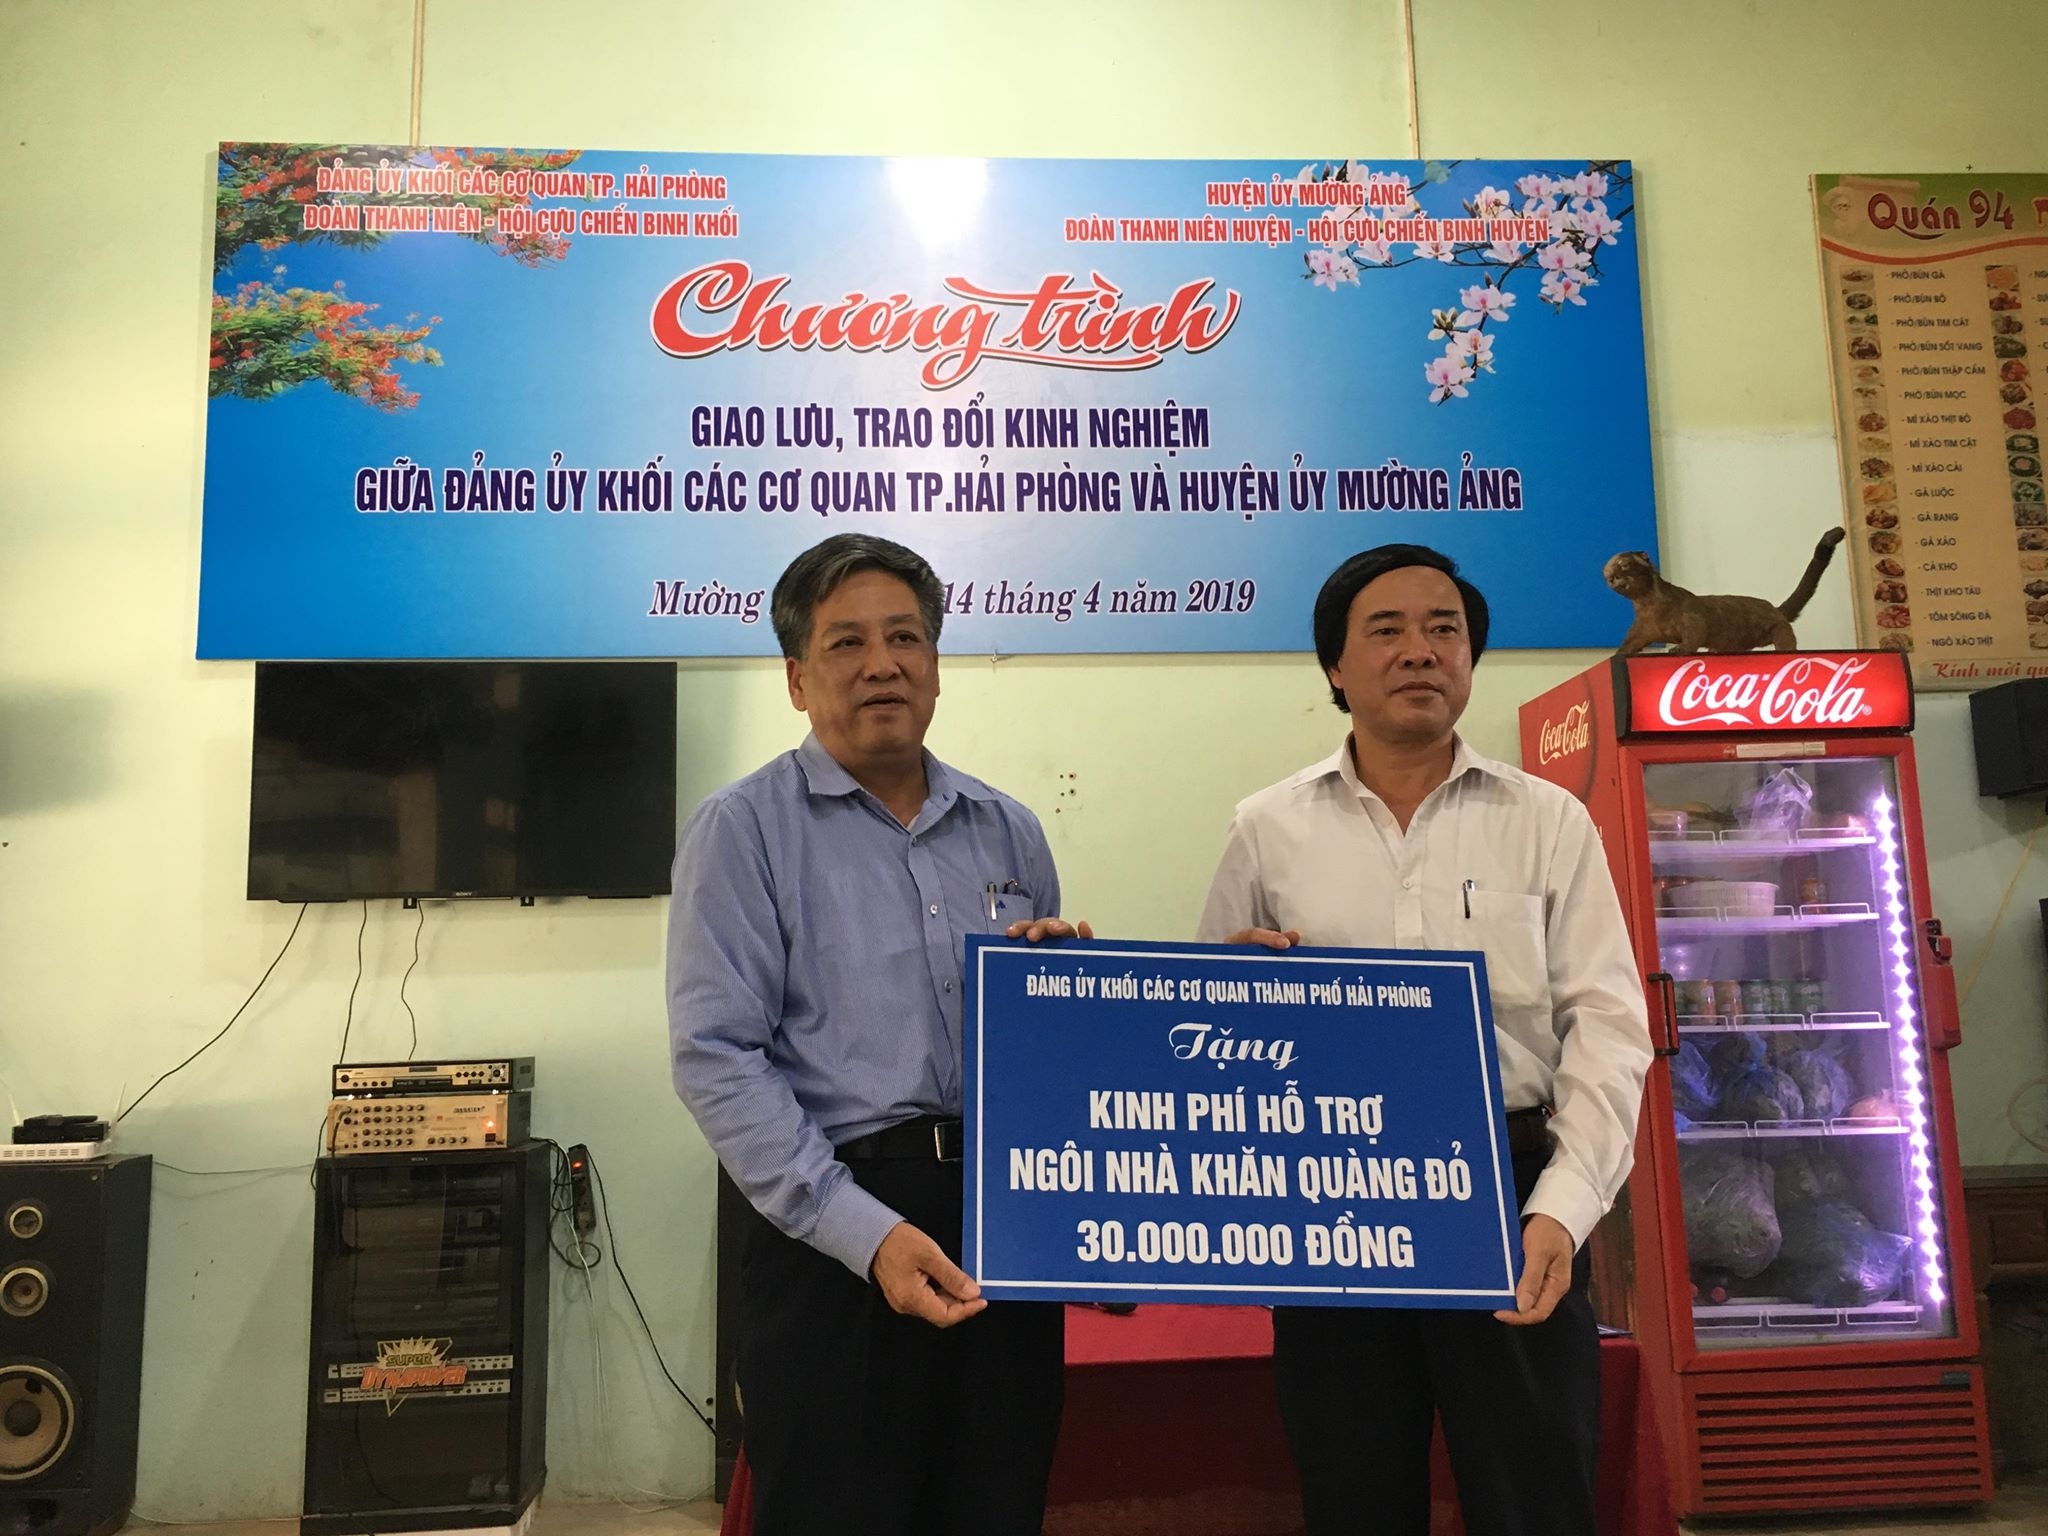 ĐẢNG ỦY KHỐI CÁC CƠ QUAN TP. HẢI PHÒNG
ĐOÀN THANH NIÊN - HỘI CỰU CHIẾN BINH KHỐI
HUYỆN ỦY MƯỜNG ẢNG
ĐOÀN THANH NIÊN HUYỆN - HỘI CỰU CHIẾN BINH HUYỆN
Chương trình
GIAO LƯU, TRAO ĐỔI KINH NGHIỆM
GIỮA ĐẢNG ỦY KHỐI CÁC CƠ QUAN TP.HẢI PHÒNG VÀ HUYỆN ỦY MƯỜNG ẢNG
Mường 14 tháng 4 năm 2019
Quán 94
- PHỞ/BÚN GÀ
- PHỞ/BÚN BÒ
- PHỞ/BÚN TIM CẬT
- PHỞ/BÚN SỐT VANG
- PHỞ/BÚN THẬP CẨM
- PHỞ/BÚN MỌC
- MÌ XÀO THỊT BÒ
- MÌ XÀO TIM CẬT
- MÌ XÀO CẢI
- GÀ LUỘC
- GÀ RANG
- GÀ XÀO
- CÁ KHO
- THỊT KHO TÀU
- TÔM SÔNG ĐÀ
- NGÔ XÀO THỊT
Kính mời
Coca-Cola
Coca-Cola
SONY
ĐẢNG ỦY KHỐI CÁC CƠ QUAN THÀNH PHỐ HẢI PHÒNG
Tặng
KINH PHÍ HỖ TRỢ
NGÔI NHÀ KHĂN QUÀNG ĐỎ
30.000.000 ĐỒNG
SONY
SUPER
DYNAPOWER